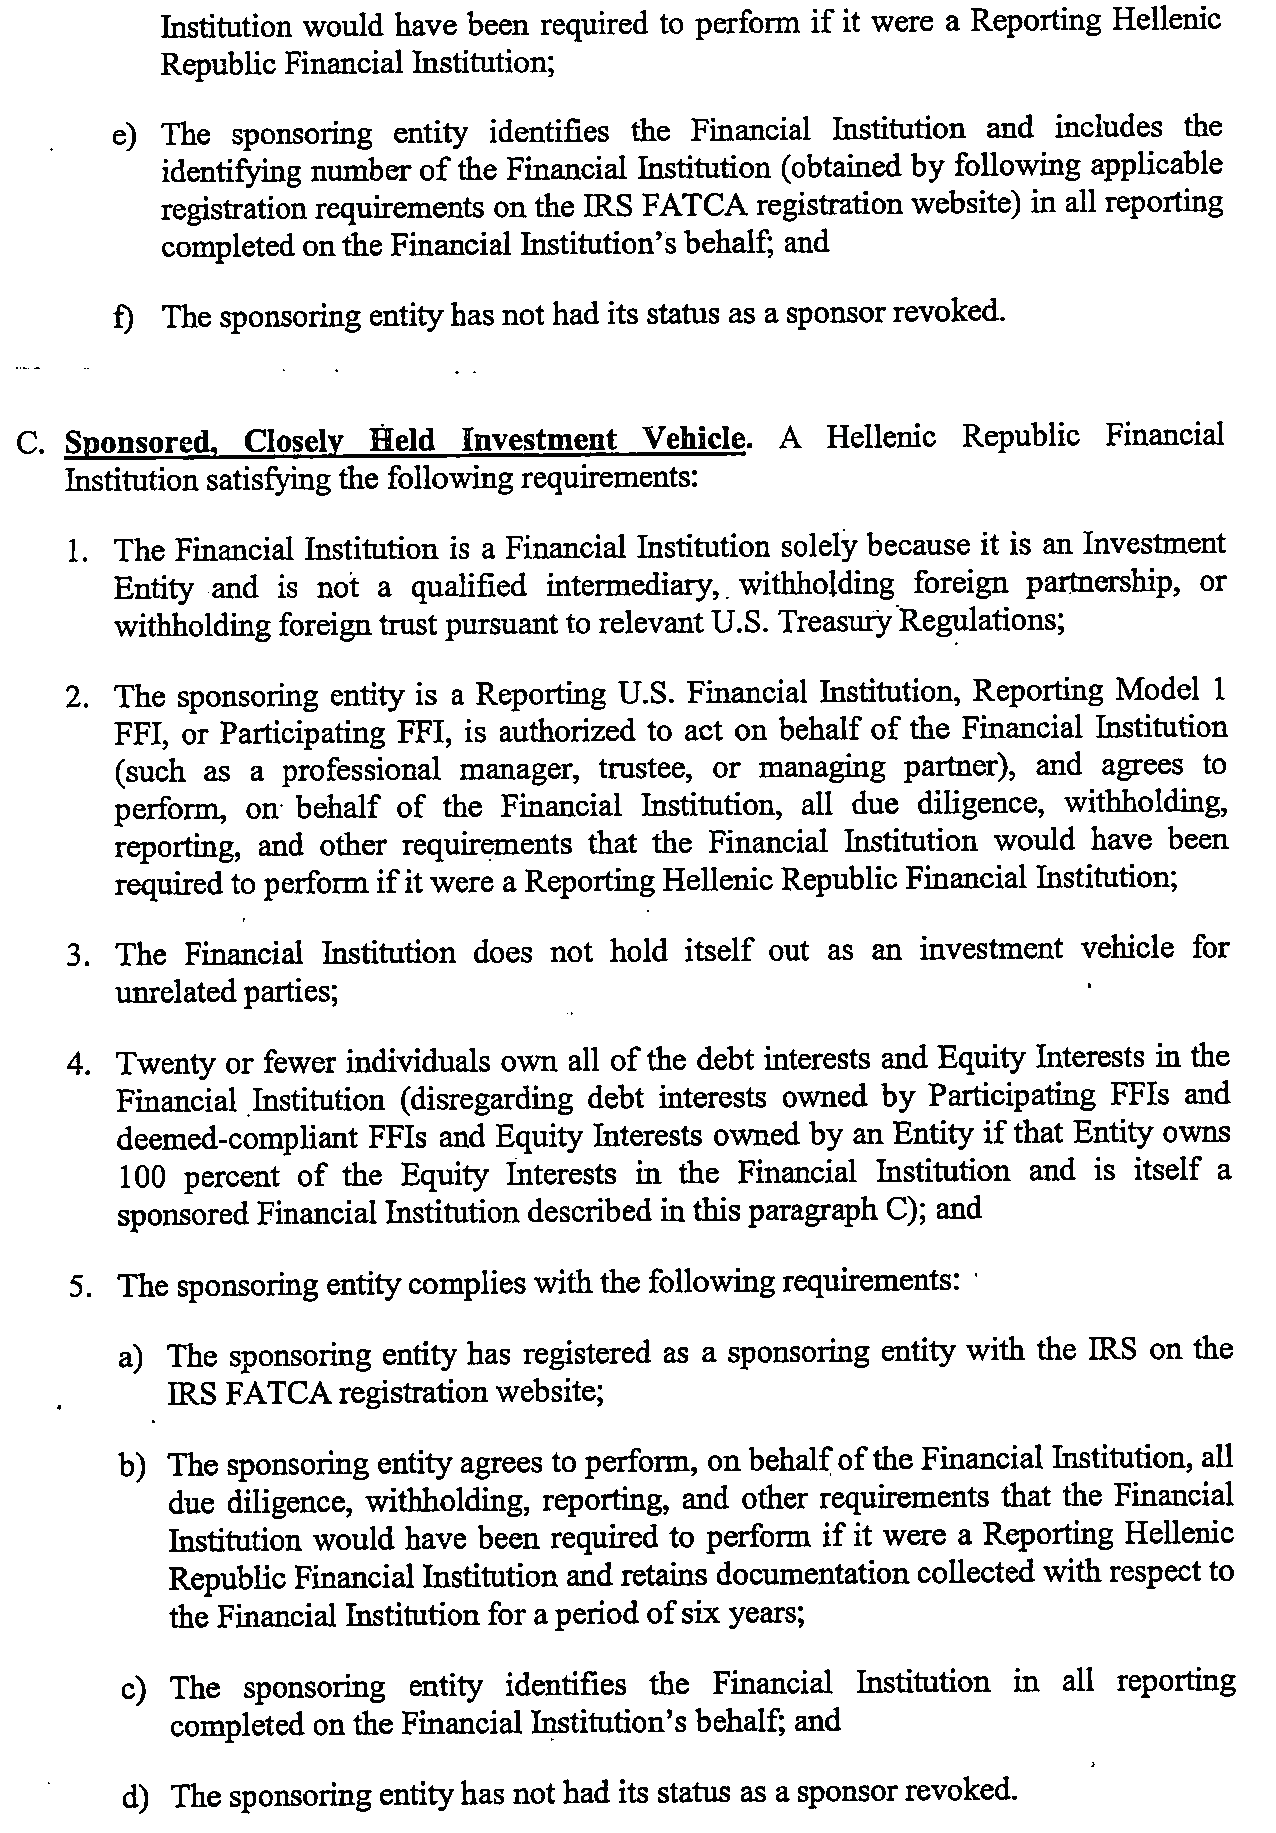 Institution would have been required to perform if it were a Reporting Hellenic
Republic Financial Institution;
e) The sponsoring entity identifies the Financial Institution and includes the
identifying number of the Financial Institution (obtained by following applicable
registration requirements on the IRS FATCA registration website) in all reporting
completed on the Financial Institution's behalf; and
f) The sponsoring entity has not had its status as a sponsor revoked.
C. Sponsored, Closely Held Investment Vehicle. A Hellenic Republic Financial
Institution satisfying the following requirements:
1. The Financial Institution is a Financial Institution solely because it is an Investment
Entity and is not a qualified intermediary, withholding foreign partnership, or
withholding foreign trust pursuant to relevant U.S. Treasury Regulations;
2. The sponsoring entity is a Reporting U.S. Financial Institution, Reporting Model 1
FFI, or Participating FFI, is authorized to act on behalf of the Financial Institution
(such as a professional manager, trustee, or managing partner), and agrees to
perform, on behalf of the Financial Institution, all due diligence, withholding,
reporting, and other requirements that the Financial Institution would have been
required to perform if it were a Reporting Hellenic Republic Financial Institution;
3. The Financial Institution does not hold itself out as an investment vehicle for
unrelated parties;
4. Twenty or fewer individuals own all of the debt interests and Equity Interests in the
Financial Institution (disregarding debt interests owned by Participating FFIs and
deemed-compliant FFIs and Equity Interests owned by an Entity if that Entity owns
100 percent of the Equity Interests in the Financial Institution and is itself a
sponsored Financial Institution described in this paragraph C); and
5. The sponsoring entity complies with the following requirements:
a) The sponsoring entity has registered as a sponsoring entity with the IRS on the
IRS FATCA registration website;
b) The sponsoring entity agrees to perform, on behalf of the Financial Institution, all
due diligence, withholding, reporting, and other requirements that the Financial
Institution would have been required to perform if it were a Reporting Hellenic
Republic Financial Institution and retains documentation collected with respect to
the Financial Institution for a period of six years;
c) The sponsoring entity identifies the Financial Institution in all reporting
completed on the Financial Institution's behalf; and
d) The sponsoring entity has not had its status as a sponsor revoked.